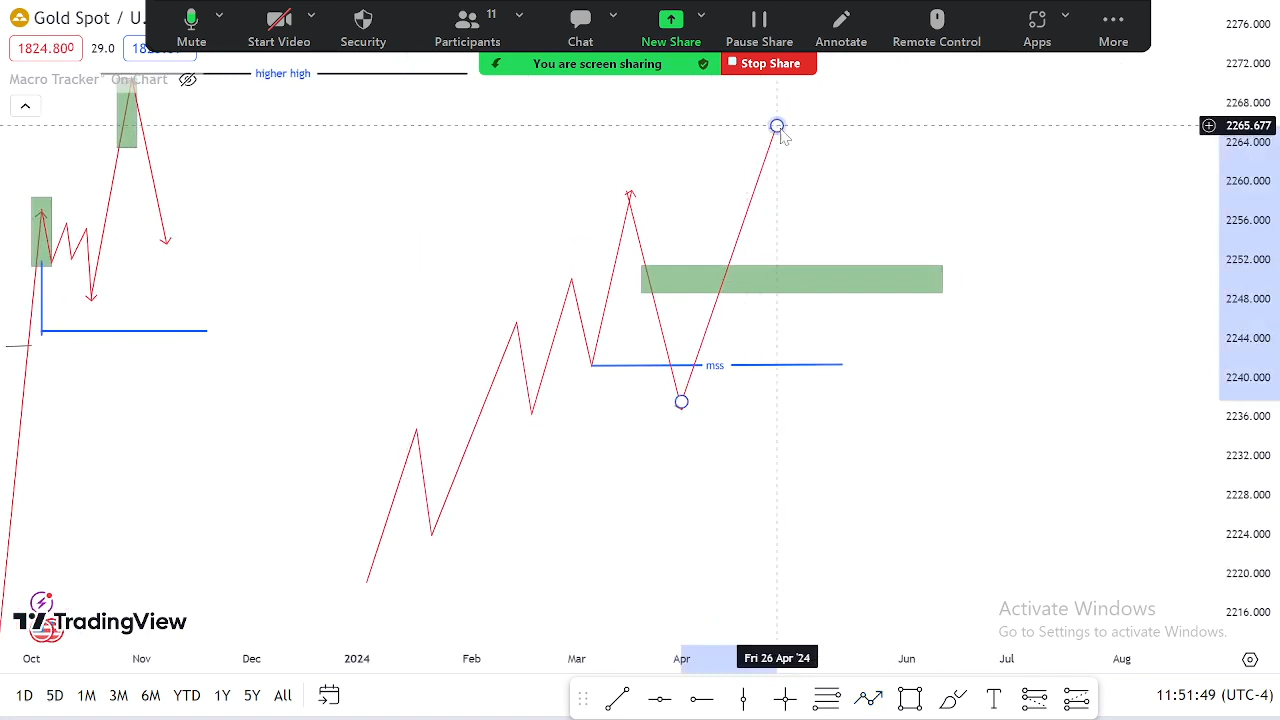 Gold Spot / U.
Mute
Start Video
Security
Participants
11
Chat
New Share
Pause Share
Annotate
Remote Control
Apps
More
You are screen sharing
Stop Share
1824.800
29.0
Macro Tracker° On Chart
higher high
mss
2276.000
2272.000
2268.000
2265.677
2264.000
2260.000
2256.000
2252.000
2248.000
2244.000
2240.000
2236.000
2232.000
2228.000
2224.000
2220.000
2216.000
TradingView
Activate Windows
Go to Settings to activate Windows.
Oct
Nov
Dec
2024
Feb
Mar
Apr
Fri 26 Apr '24
Jun
Jul
Aug
1D 5D 1M 3M 6M YTD 1Y 5Y All
11:51:49 (UTC-4)